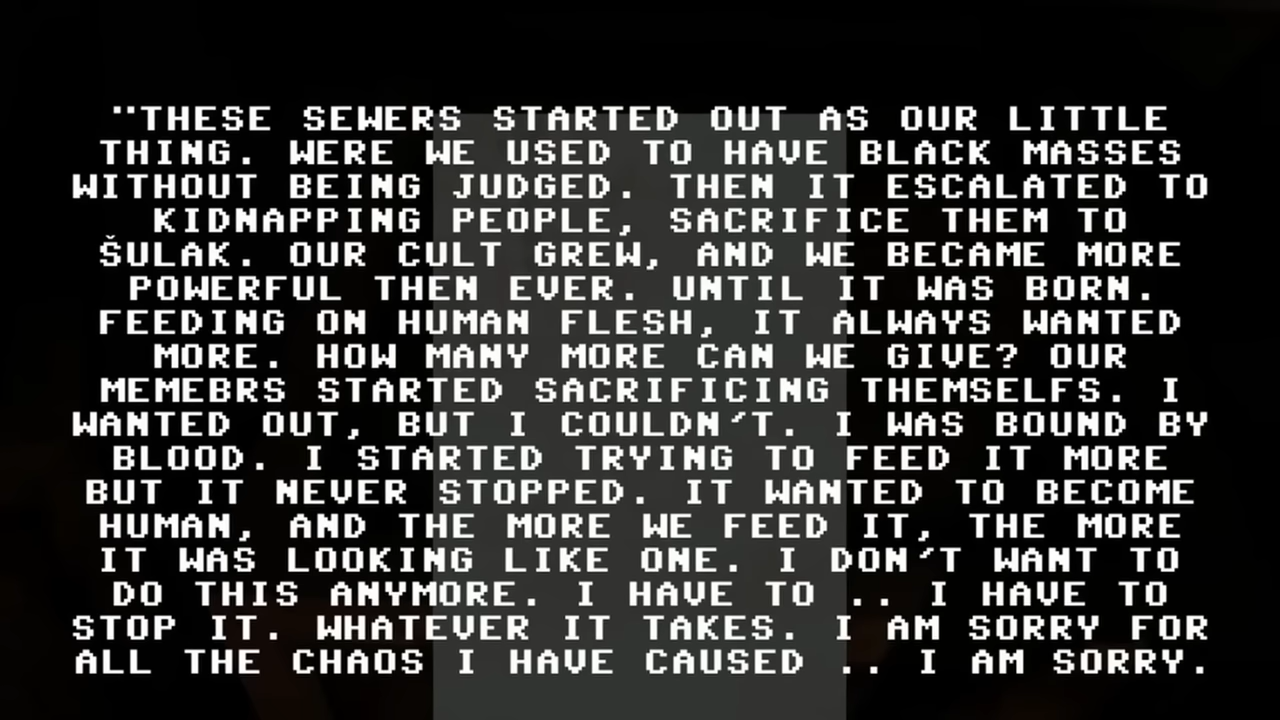 "THESE SEWERS STARTED OUT AS OUR LITTLE
THING. WERE WE USED TO HAVE BLACK MASSES
WITHOUT BEING JUDGED. THEN IT ESCALATED TO
KIDNAPPING PEOPLE, SACRIFICE THEM TO
ŠULAK. OUR CULT GREW, AND WE BECAME MORE
POWERFUL THEN EVER. UNTIL IT WAS BORN.
FEEDING ON HUMAN FLESH, IT ALWAYS WANTED
MORE. HOW MANY MORE CAN WE GIVE? OUR
MEMEBRS STARTED SACRIFICING THEMSELFS. I
WANTED OUT, BUT I COULDN´T. I WAS BOUND BY
BLOOD. I STARTED TRYING TO FEED IT MORE
BUT IT NEVER STOPPED. IT WANTED TO BECOME
HUMAN, AND THE MORE WE FEED IT, THE MORE
IT WAS LOOKING LIKE ONE. I DON´T WANT TO
DO THIS ANYMORE. I HAVE TO .. I HAVE TO
STOP IT. WHATEVER IT TAKES. I AM SORRY FOR
ALL THE CHAOS I HAVE CAUSED .. I AM SORRY.